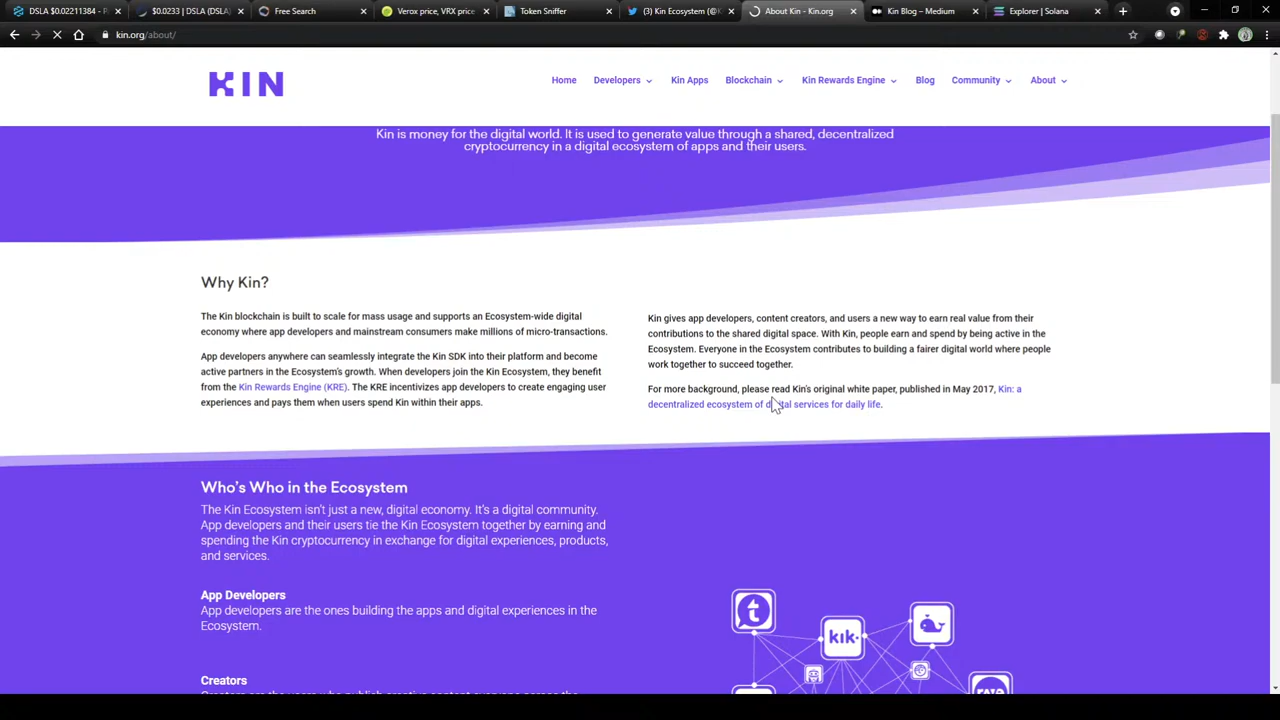 DSLA $0.02211384 - P
$0.0233 | DSLA (DSLA)
Free Search
Verox price, VRX price
Token Sniffer
(3) Kin Ecosystem (@K
About Kin - Kin.org
Kin Blog – Medium
Explorer | Solana
kin.org/about/
KIN
Home
Developers
Kin Apps
Blockchain
Kin Rewards Engine
Blog
Community
About
Kin is money for the digital world. It is used to generate value through a shared, decentralized
cryptocurrency in a digital ecosystem of apps and their users.
Why Kin?
The Kin blockchain is built to scale for mass usage and supports an Ecosystem-wide digital
economy where app developers and mainstream consumers make millions of micro-transactions.
App developers anywhere can seamlessly integrate the Kin SDK into their platform and become
active partners in the Ecosystem's growth. When developers join the Kin Ecosystem, they benefit
from the Kin Rewards Engine (KRE). The KRE incentivizes app developers to create engaging user
experiences and pays them when users spend Kin within their apps.
Kin gives app developers, content creators, and users a new way to earn real value from their
contributions to the shared digital space. With Kin, people earn and spend by being active in the
Ecosystem. Everyone in the Ecosystem contributes to building a fairer digital world where people
work together to succeed together.
For more background, please read Kin's original white paper, published in May 2017, Kin: a
decentralized ecosystem of digital services for daily life.
Who's Who in the Ecosystem
The Kin Ecosystem isn't just a new, digital economy. It's a digital community.
App developers and their users tie the Kin Ecosystem together by earning and
spending the Kin cryptocurrency in exchange for digital experiences, products,
and services.
App Developers
App developers are the ones building the apps and digital experiences in the
Ecosystem.
Creators
t
kik